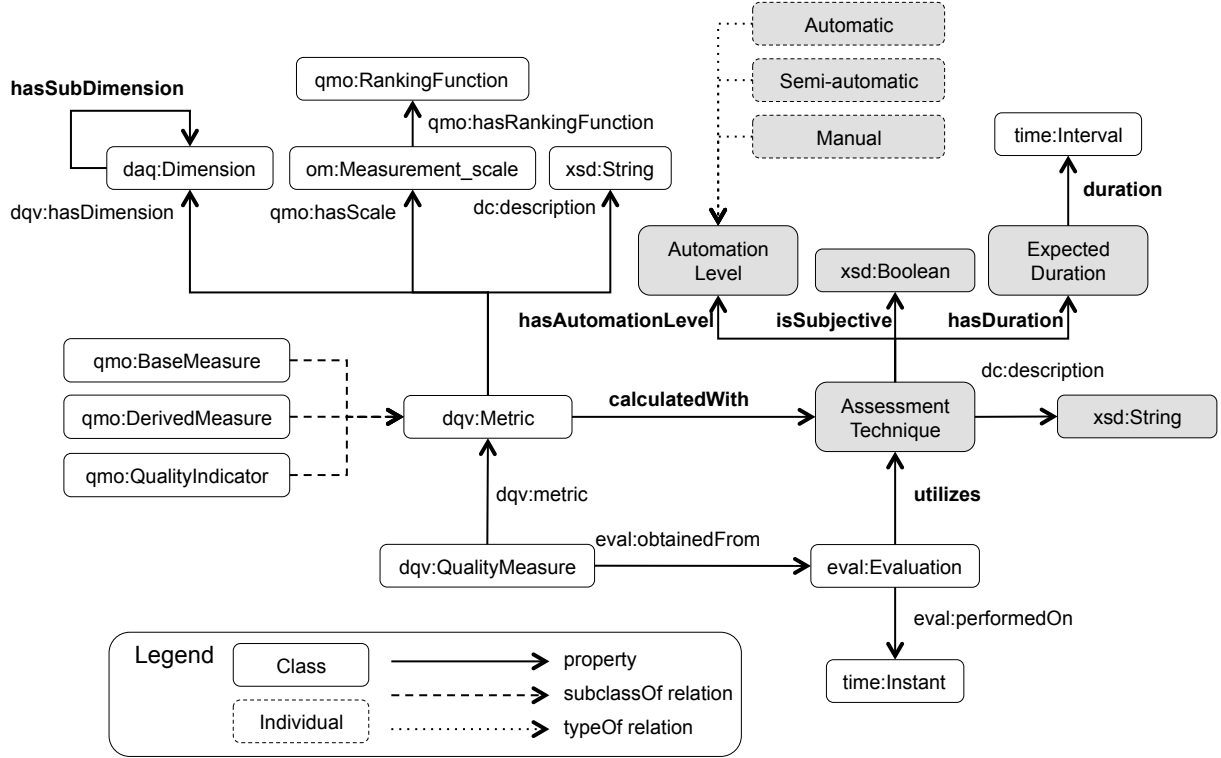 Automatic
Semi-automatic
Manual
hasSubDimension
qmo:RankingFunction
qmo:hasRankingFunction
time:Interval
daq:Dimension
om:Measurement_scale
xsd:String
duration
dqv:hasDimension
qmo:hasScale
dc:description
Automation
Level
xsd:Boolean
Expected
Duration
hasAutomationLevel
isSubjective
hasDuration
qmo:BaseMeasure
qmo:DerivedMeasure
qmo:QualityIndicator
dqv:Metric
calculatedWith
Assessment
Technique
dc:description
xsd:String
dqv:metric
utilizes
dqv:QualityMeasure
eval:obtainedFrom
eval:Evaluation
eval:performedOn
time:Instant
Legend
Class
property
subclassOf relation
Individual
typeOf relation